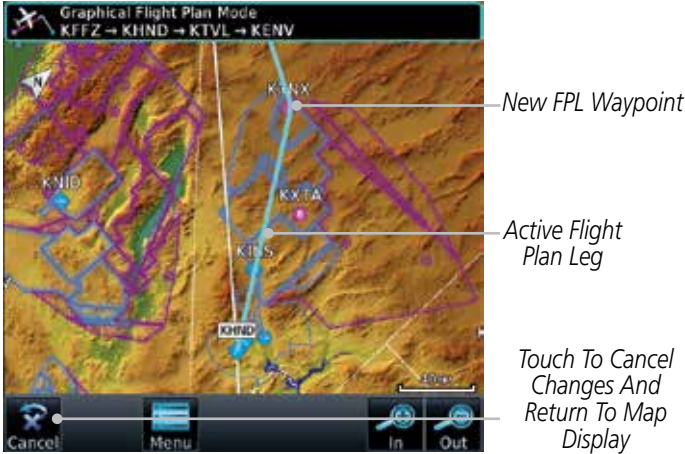 Graphical Flight Plan Mode
KFFZ → KHND → KTVL → KENV
N
New FPL Waypoint
KNID
KXTA
Active Flight
Plan Leg
KHND
Touch To Cancel
Changes And
Return To Map
Display
Cancel
Menu
In
Out